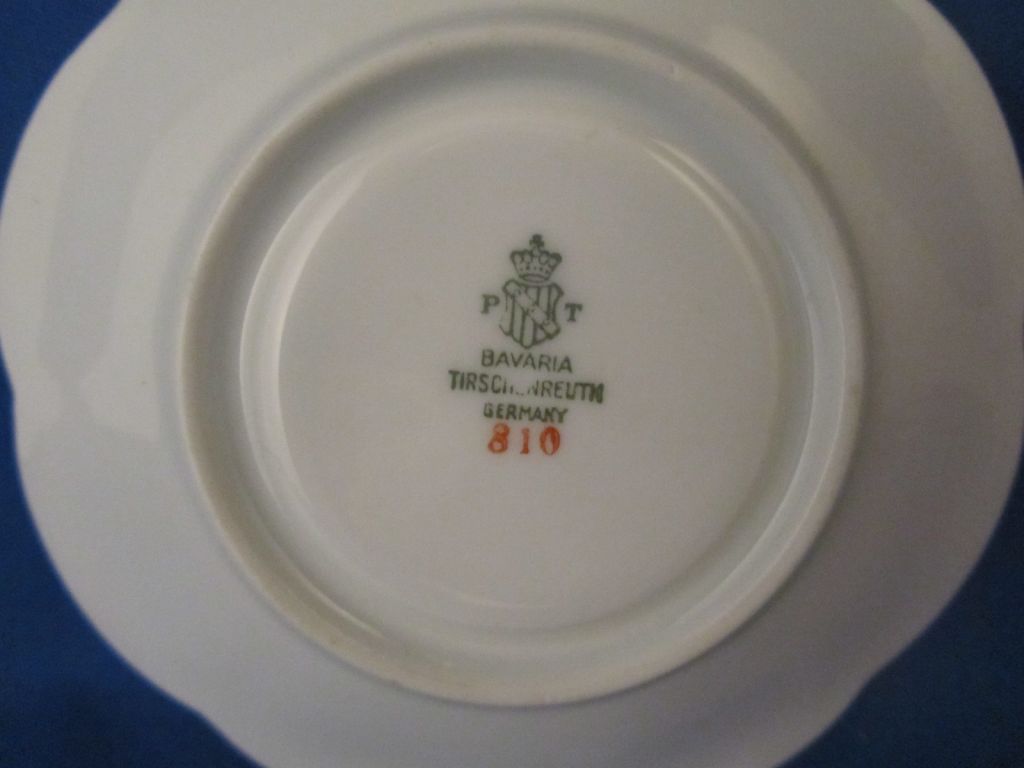 P T
BAVARIA
TIRSCHENREUTH
GERMANY
810